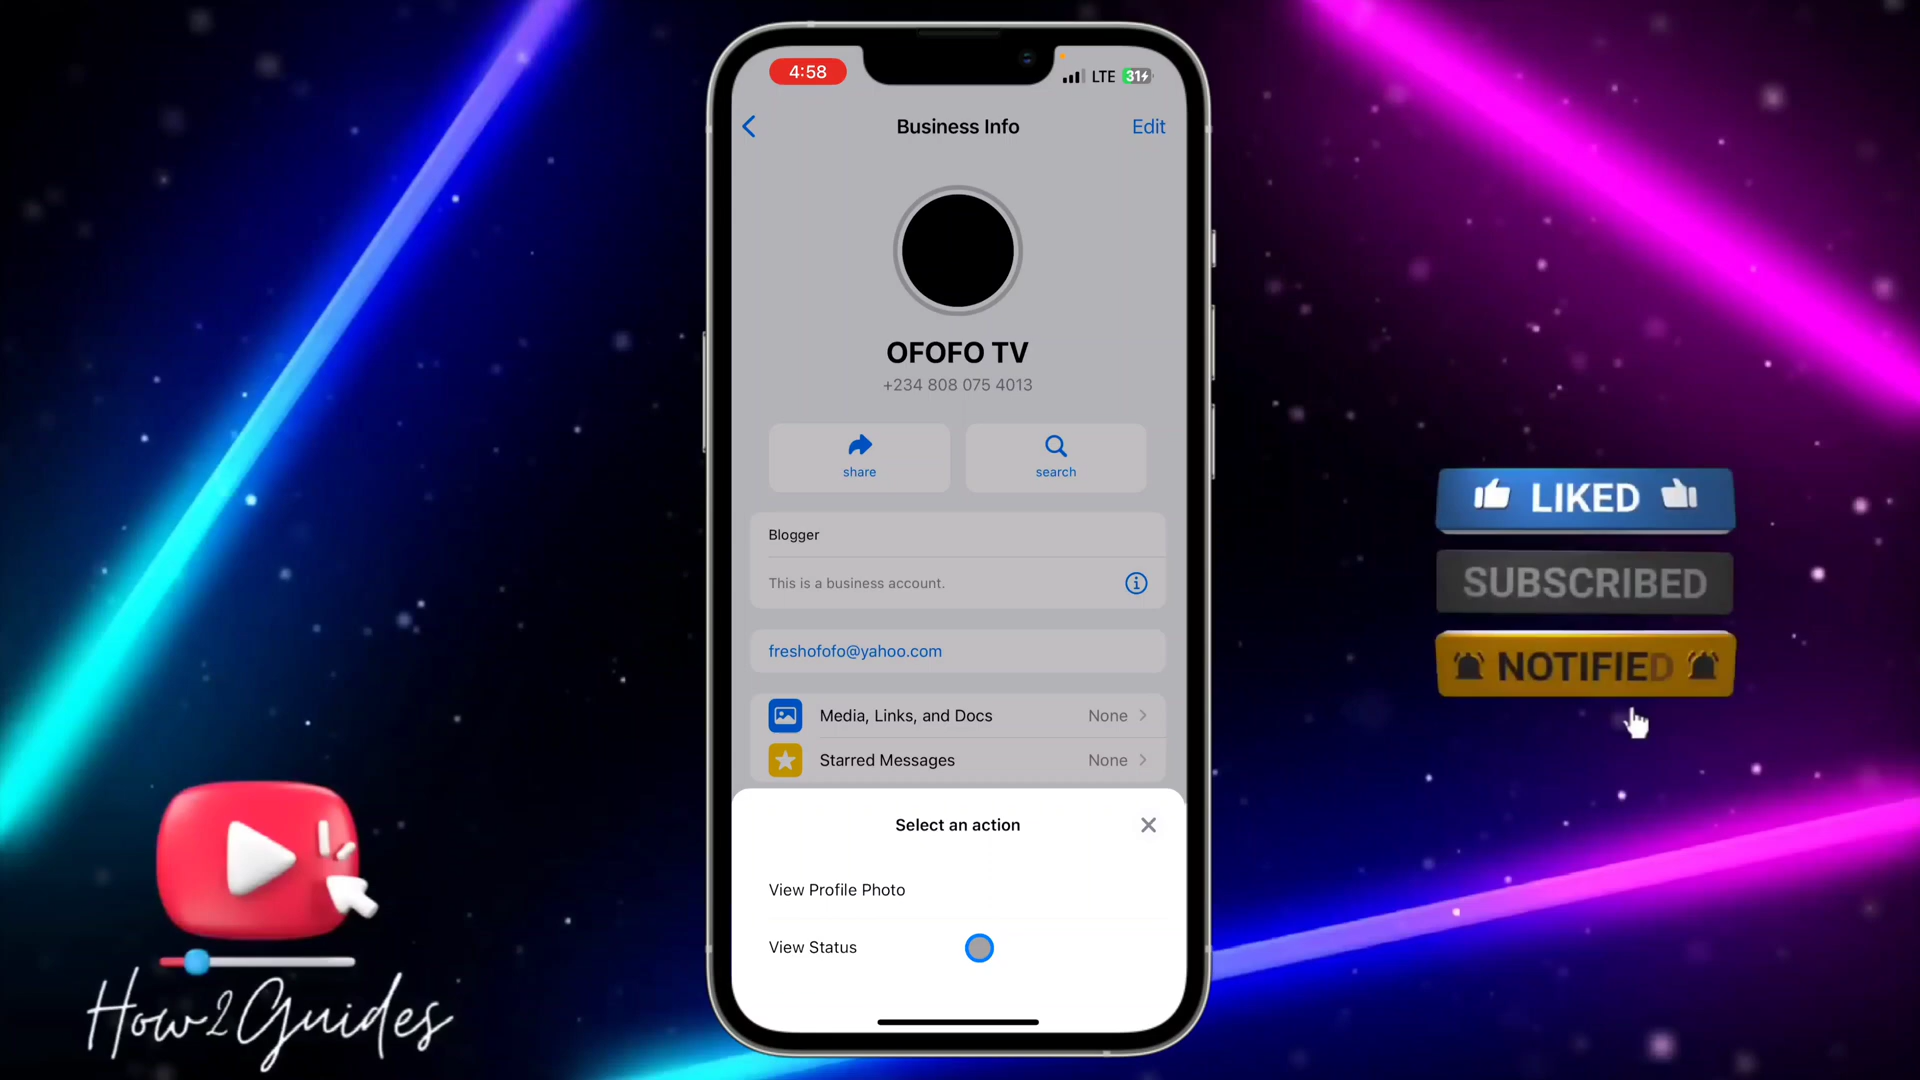 4:58
LTE 31
Business Info
Edit
OFOFO TV
+234 808 075 4013
share
search
Blogger
This is a business account.
freshofofo@yahoo.com
Media, Links, and Docs None
Starred Messages None
Select an action
View Profile Photo
View Status
LIKED
SUBSCRIBED
NOTIFIED
How2Guides